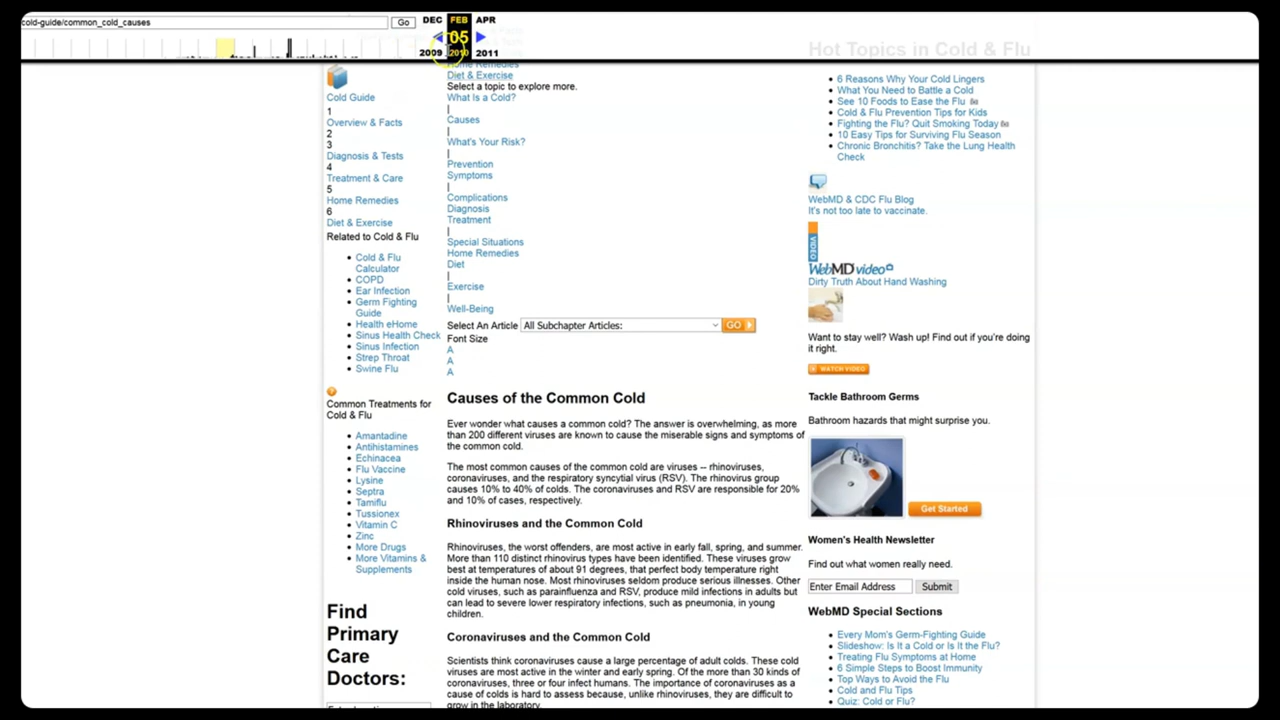 cold-guide/common_cold_causes
Go
DEC
FEB
APR
05
2009
2010
2011
Cold Guide
1
Overview & Facts
2
3
Diagnosis & Tests
4
Treatment & Care
5
Home Remedies
6
Diet & Exercise
Related to Cold & Flu
Cold & Flu
Calculator
COPD
Ear Infection
Germ Fighting
Guide
Health eHome
Sinus Health Check
Sinus Infection
Strep Throat
Swine Flu
Common Treatments for
Cold & Flu
Amantadine
Antihistamines
Echinacea
Flu Vaccine
Lysine
Septra
Tamiflu
Tussionex
Vitamin C
Zinc
More Drugs
More Vitamins &
Supplements
Find
Primary
Care
Doctors:
Home Remedies
Diet & Exercise
Select a topic to explore more.
What Is a Cold?
|
Causes
|
What's Your Risk?
|
Prevention
Symptoms
|
Complications
Diagnosis
Treatment
|
Special Situations
Home Remedies
Diet
|
Exercise
|
Well-Being
Select An Article All Subchapter Articles: GO
Font Size
A
A
A
Causes of the Common Cold
Ever wonder what causes a common cold? The answer is overwhelming, as more
than 200 different viruses are known to cause the miserable signs and symptoms of
the common cold.
The most common causes of the common cold are viruses -- rhinoviruses,
coronaviruses, and the respiratory syncytial virus (RSV). The rhinovirus group
causes 10% to 40% of colds. The coronaviruses and RSV are responsible for 20%
and 10% of cases, respectively.
Rhinoviruses and the Common Cold
Rhinoviruses, the worst offenders, are most active in early fall, spring, and summer.
More than 110 distinct rhinovirus types have been identified. These viruses grow
best at temperatures of about 91 degrees, that perfect body temperature right
inside the human nose. Most rhinoviruses seldom produce serious illnesses. Other
cold viruses, such as parainfluenza and RSV, produce mild infections in adults but
can lead to severe lower respiratory infections, such as pneumonia, in young
children.
Coronaviruses and the Common Cold
Scientists think coronaviruses cause a large percentage of adult colds. These cold
viruses are most active in the winter and early spring. Of the more than 30 kinds of
coronaviruses, three or four infect humans. The importance of coronaviruses as a
cause of colds is hard to assess because, unlike rhinoviruses, they are difficult to
grow in the laboratory.
Hot Topics in Cold & Flu
6 Reasons Why Your Cold Lingers
What You Need to Battle a Cold
See 10 Foods to Ease the Flu
Cold & Flu Prevention Tips for Kids
Fighting the Flu? Quit Smoking Today
10 Easy Tips for Surviving Flu Season
Chronic Bronchitis? Take the Lung Health
Check
WebMD & CDC Flu Blog
It's not too late to vaccinate.
VIDEO
WebMD video
Dirty Truth About Hand Washing
Want to stay well? Wash up! Find out if you're doing
it right.
WATCH VIDEO
Tackle Bathroom Germs
Bathroom hazards that might surprise you.
Get Started
Women's Health Newsletter
Find out what women really need.
Enter Email Address Submit
WebMD Special Sections
Every Mom's Germ-Fighting Guide
Slideshow: Is It a Cold or Is It the Flu?
Treating Flu Symptoms at Home
6 Simple Steps to Boost Immunity
Top Ways to Avoid the Flu
Cold and Flu Tips
Quiz: Cold or Flu?